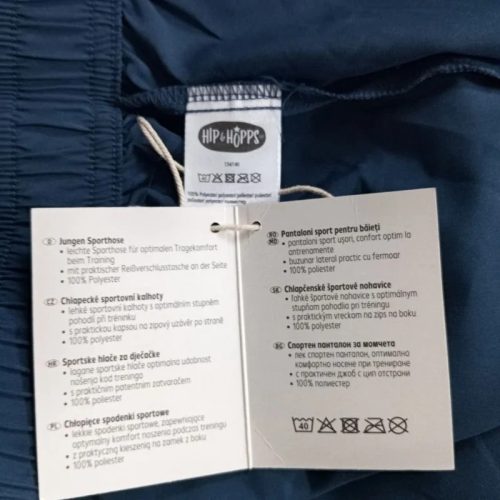 HIP & HOPPS
100% Polyester
D Jungen Sporthose
• leichte Sporthose für optimalen Tragekomfort
beim Training
• mit praktischer Reißverschlusstasche an der Seite
• 100% Polyester
CZ Chlapecké sportovní kalhoty
• lehké sportovní kalhoty s optimálním stupněm
pohodlí při tréninku
• s praktickou kapsou na zipový uzávěr po straně
• 100% polyester
HR Sportske hlače za dječake
• lagane sportske hlače optimalna udobnost
nošenja kod treninga
• s praktičnim patentnim zatvaračem
• 100% poliester
PL Chłopięce spodenki sportowe
• lekkie spodenki sportowe, zapewniające
optymalny komfort noszenia podczas treningu
• z praktyczną kieszenią na zamek z boku
• 100% poliester
RO MD Pantaloni sport pentru băieți
• pantaloni sport ușori, confort optim la
antrenamente
• buzunar lateral practic cu fermoar
• 100% poliester
SK Chlapčenské športové nohavice
• ľahké športové nohavice s optimálnym
stupňom pohodlia pri tréningu
• s praktickým vreckom na zips na boku
• 100% polyester
BG Спортен панталон за момчета
• лек спортен панталон, оптимално
комфортно носене при трениране
• с практичен джоб с цип отстрани
• 100% полиестер
40